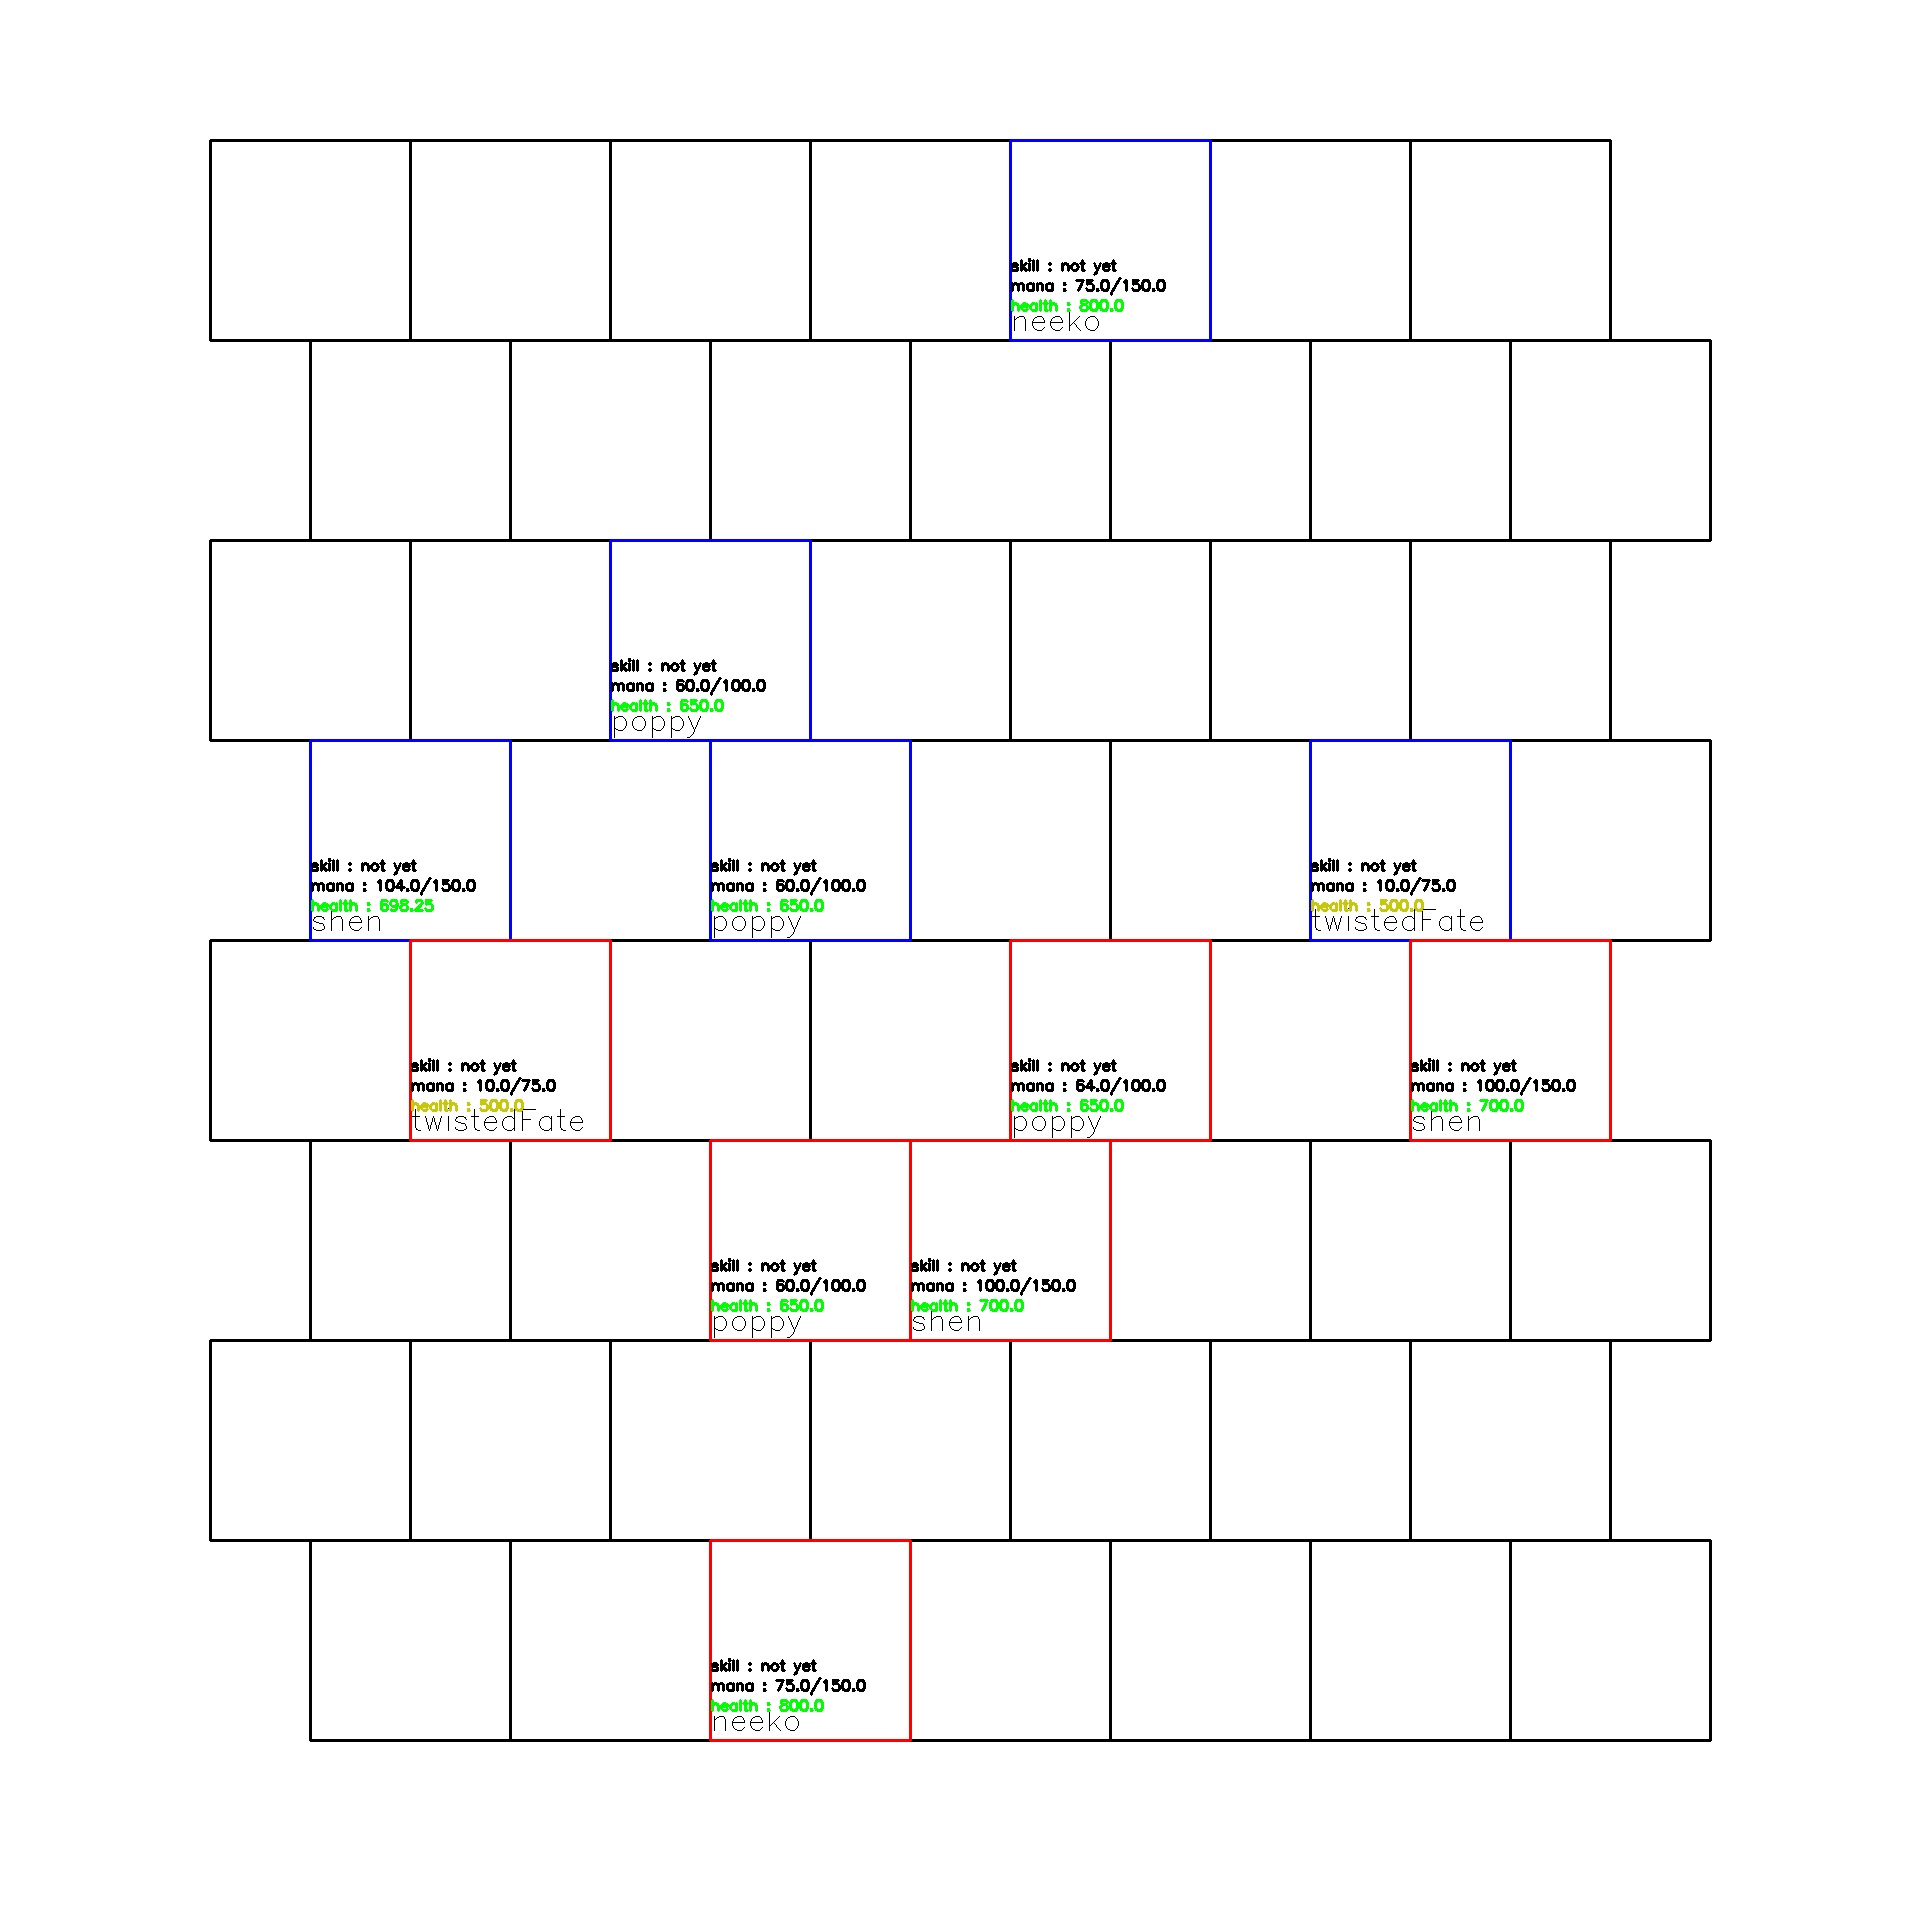 skill : not yet
mana : 75.0/150.0
health : 800.0
neeko
skill : not yet
mana : 60.0/100.0
health : 650.0
poppy
skill : not yet
mana : 104.0/150.0
health : 698.25
shen
skill : not yet
mana : 60.0/100.0
health : 650.0
poppy
skill : not yet
mana : 10.0/75.0
health : 500.0
twistedFate
skill : not yet
mana : 10.0/75.0
health : 500.0
twistedFate
skill : not yet
mana : 64.0/100.0
health : 650.0
poppy
skill : not yet
mana : 100.0/150.0
health : 700.0
shen
skill : not yet
mana : 60.0/100.0
health : 650.0
poppy
skill : not yet
mana : 100.0/150.0
health : 700.0
shen
skill : not yet
mana : 75.0/150.0
health : 800.0
neeko